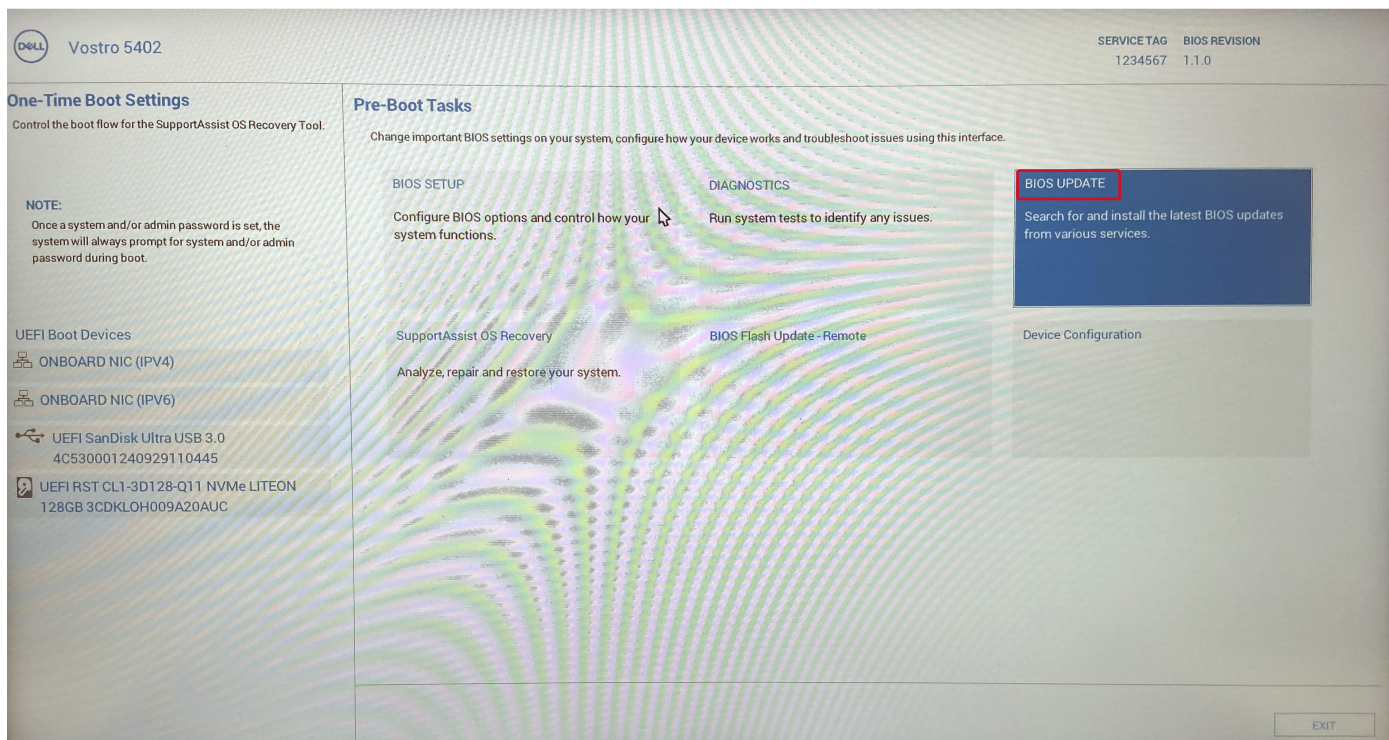 DELL
Vostro 5402
SERVICE TAG BIOS REVISION
1234567 1.1.0
One-Time Boot Settings
Control the boot flow for the SupportAssist OS Recovery Tool.
NOTE:
Once a system and/or admin password is set, the
system will always prompt for system and/or admin
password during boot.
UEFI Boot Devices
ONBOARD NIC (IPV4)
ONBOARD NIC (IPV6)
UEFI SanDisk Ultra USB 3.0
4C530001240929110445
UEFI RST CL1-3D128-Q11 NVMe LITEON
128GB 3CDKLOH009A20AUC
Pre-Boot Tasks
Change important BIOS settings on your system, configure how your device works and troubleshoot issues using this interface.
BIOS SETUP
Configure BIOS options and control how your
system functions.
DIAGNOSTICS
Run system tests to identify any issues.
BIOS UPDATE
Search for and install the latest BIOS updates
from various services.
SupportAssist OS Recovery
Analyze, repair and restore your system.
BIOS Flash Update - Remote
Device Configuration
EXIT